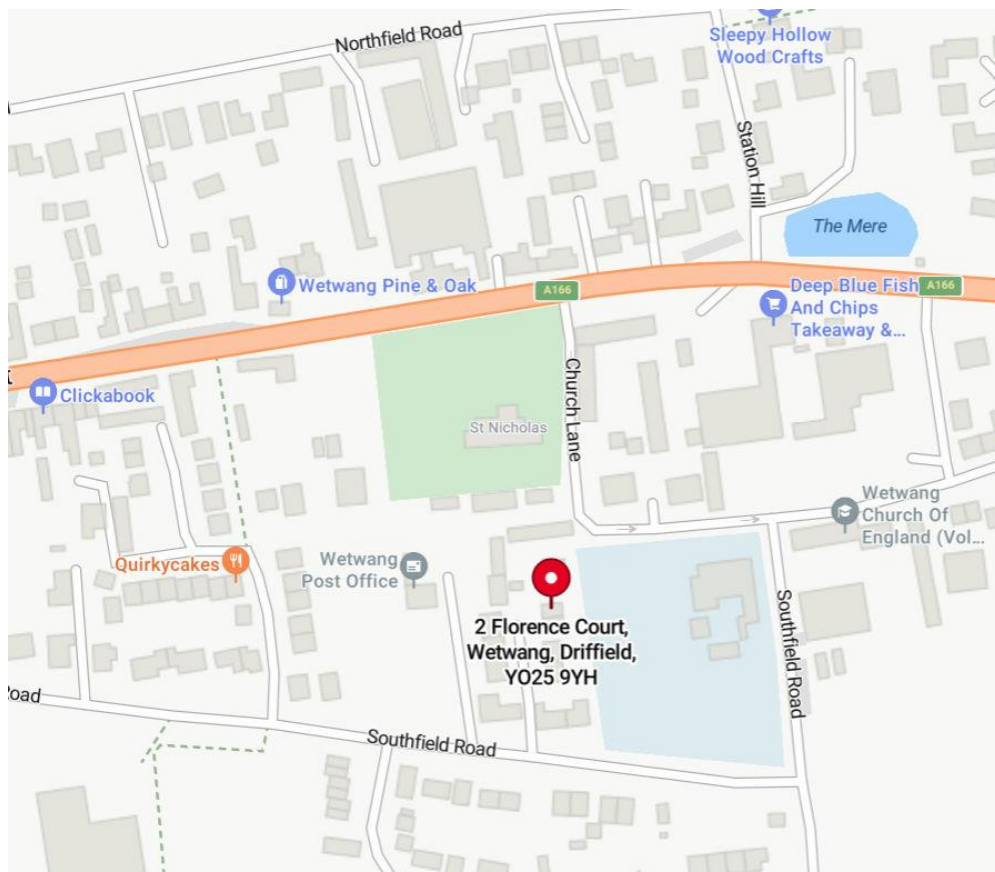 Northfield Road
Sleepy Hollow
Wood Crafts
Station Hill
The Mere
Wetwang Pine & Oak
A166
Deep Blue Fish
And Chips
Takeaway &...
A166
Clickabook
Church Lane
St Nicholas
Wetwang
Church Of
England (Vol...
Quirkycakes
Wetwang
Post Office
2 Florence Court,
Wetwang, Driffield,
YO25 9YH
Southfield Road
Road
Southfield Road